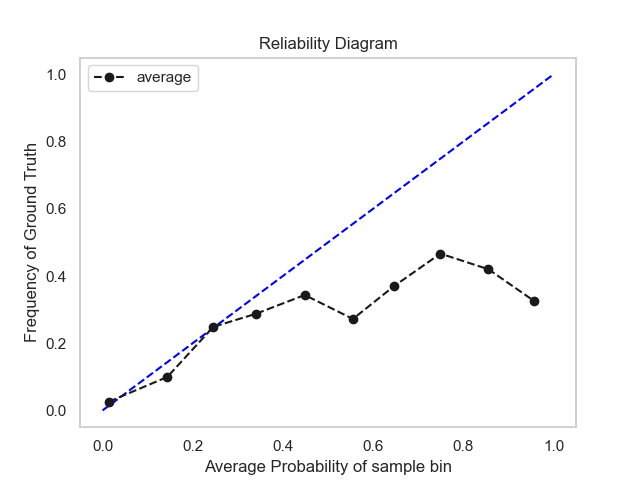 Reliability Diagram
average
Frequency of Ground Truth
1.0
0.8
0.6
0.4
0.2
0.0
0.0 0.2 0.4 0.6 0.8 1.0
Average Probability of sample bin